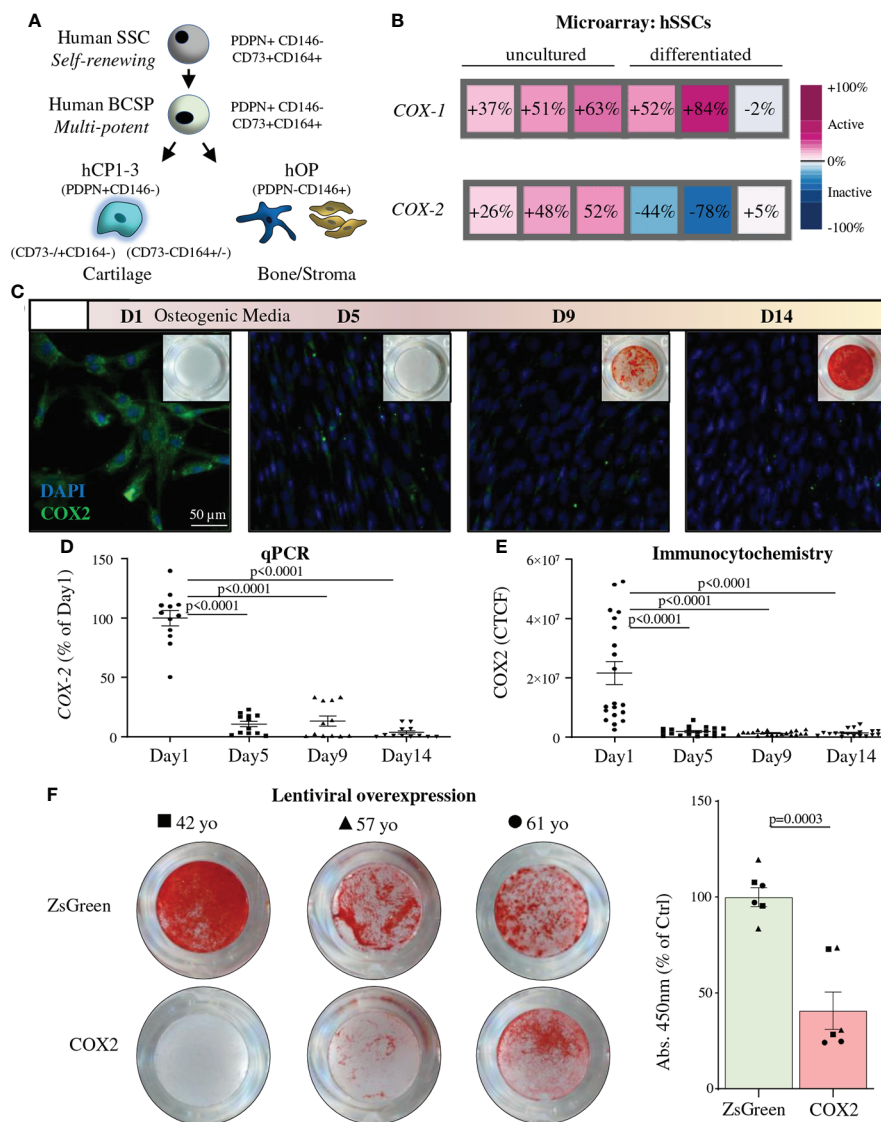 A
Human SSC
Self-renewing
PDPN+ CD146-
CD73+CD164+
Human BCSP
Multi-potent
PDPN+ CD146-
CD73+CD164+
hCP1-3
(PDPN+CD146-)
hOP
(PDPN-CD146+)
(CD73-/+CD164-)
(CD73-CD164+/-)
Cartilage
Bone/Stroma
B
Microarray: hSSCs
uncultured
differentiated
COX-1
+37%
+51%
+63%
+52%
+84%
-2%
COX-2
+26%
+48%
52%
-44%
-78%
+5%
+100%
Active
0%
Inactive
-100%
C
D1
Osteogenic Media
D5
D9
D14
DAPI
COX2
50 µm
D
qPCR
COX-2 (% of Day1)
150
100
50
0
p<0.0001
p<0.0001
p<0.0001
Day1
Day5
Day9
Day14
E
Immunocytochemistry
COX2 (CTCF)
6×10⁷
4×10⁷
2×10⁷
0
p<0.0001
p<0.0001
p<0.0001
Day1
Day5
Day9
Day14
F
Lentiviral overexpression
42 yo
57 yo
61 yo
ZsGreen
COX2
Abs. 450nm (% of Ctrl)
150
100
50
0
p=0.0003
ZsGreen
COX2